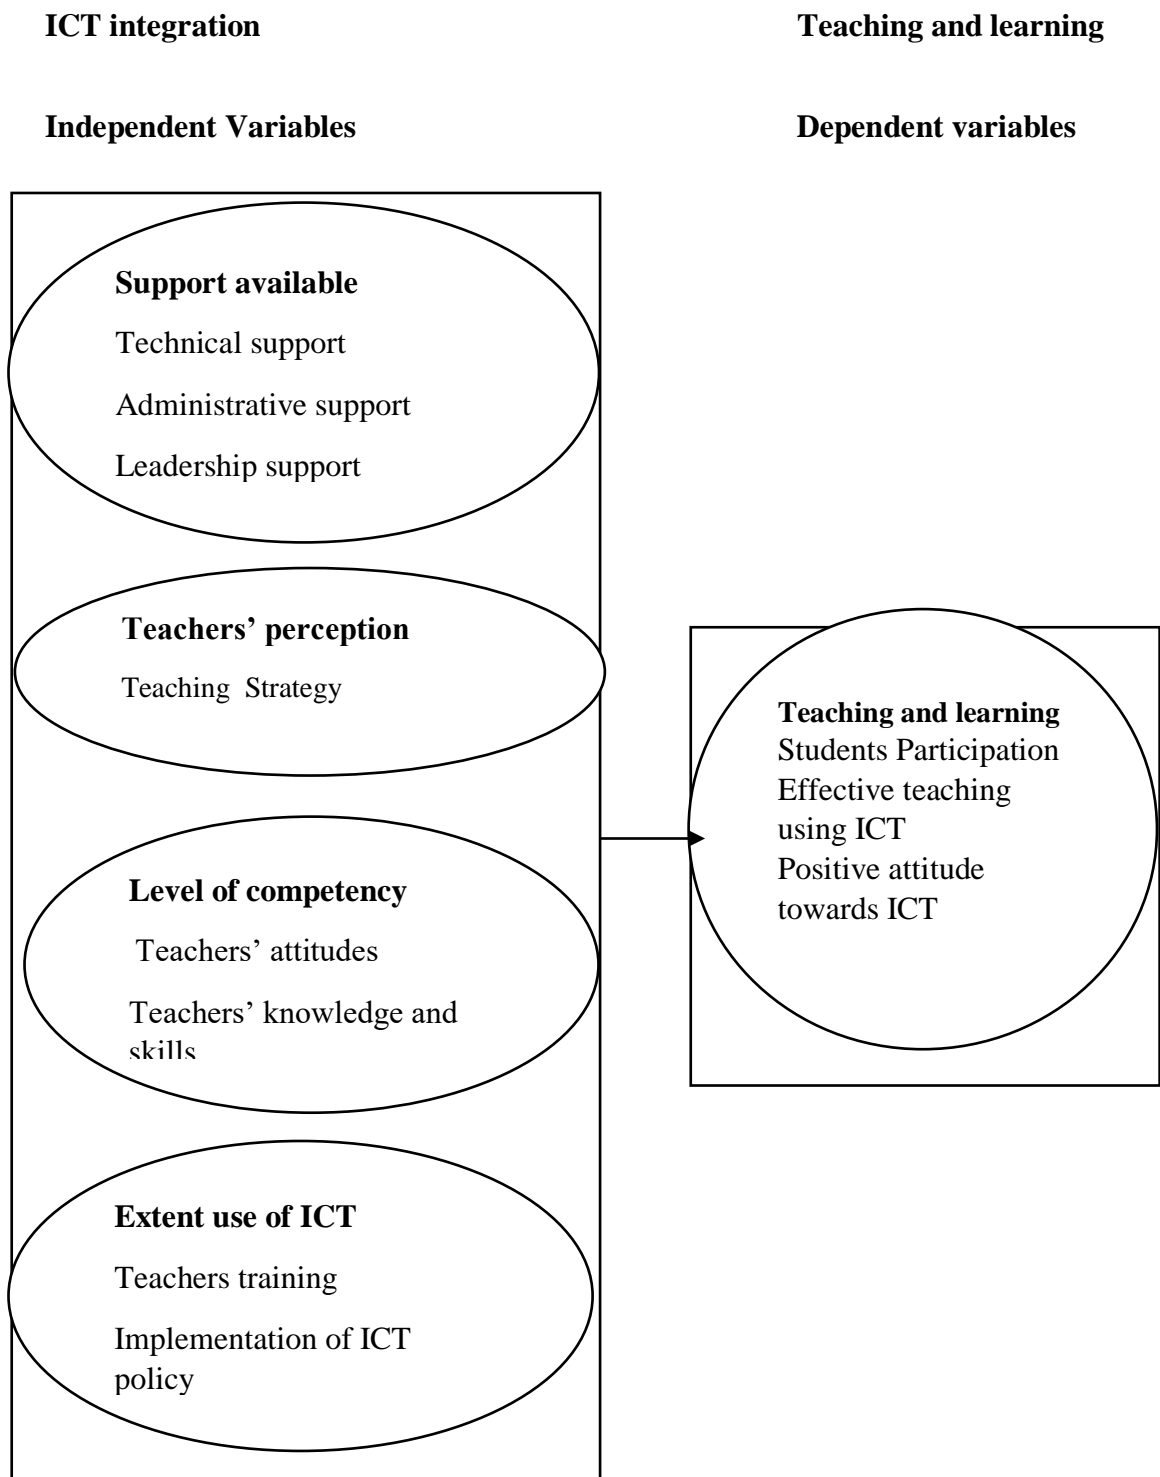 ICT integration
Teaching and learning
Independent Variables
Dependent variables
Support available
Technical support
Administrative support
Leadership support
Teachers’ perception
Teaching  Strategy
Level of competency
Teachers’ attitudes
Teachers’ knowledge and
skills
Extent use of ICT
Teachers training
Implementation of ICT
policy
Teaching and learning
Students Participation
Effective teaching
using ICT
Positive attitude
towards ICT